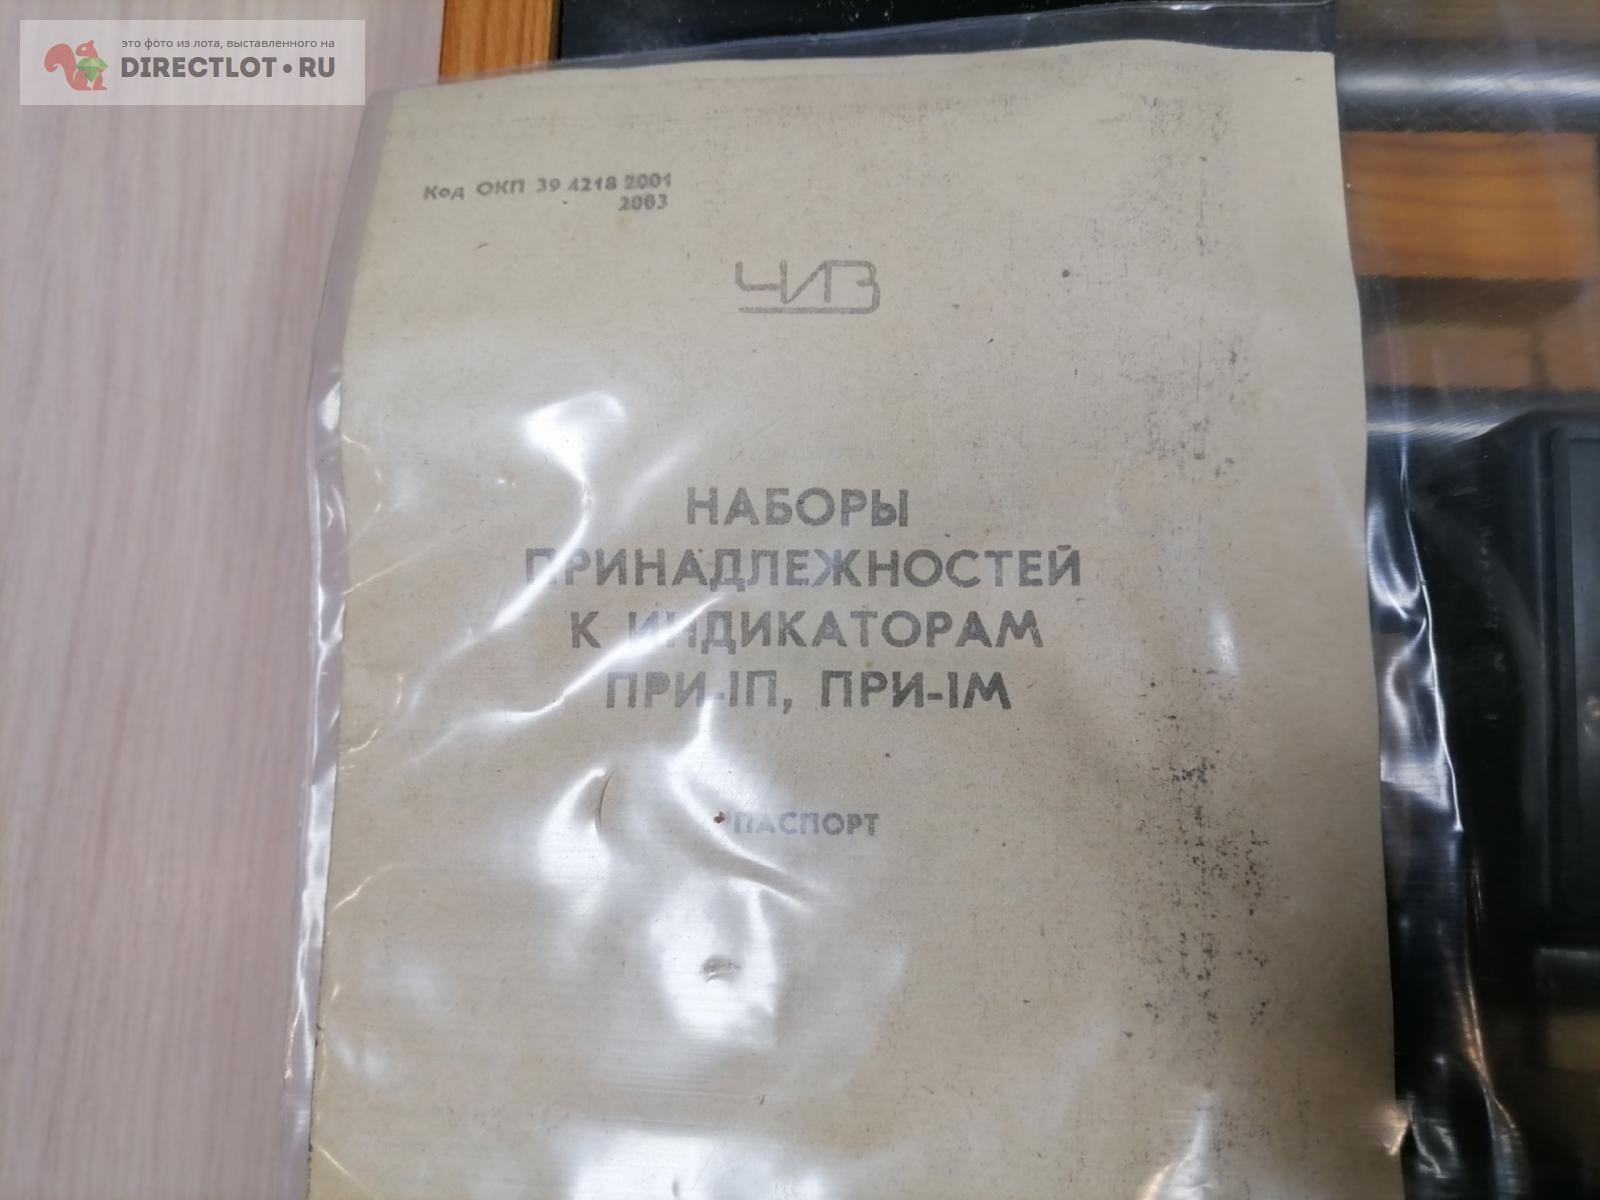 это фото из лота, выставленного на
DIRECTLOT•RU
Код ОКП 39 4218 2001
2003
ЧИЗ
НАБОРЫ
ПРИНАДЛЕЖНОСТЕЙ
К ИНДИКАТОРАМ
ПРИ-1П, ПРИ-1М
ПАСПОРТ